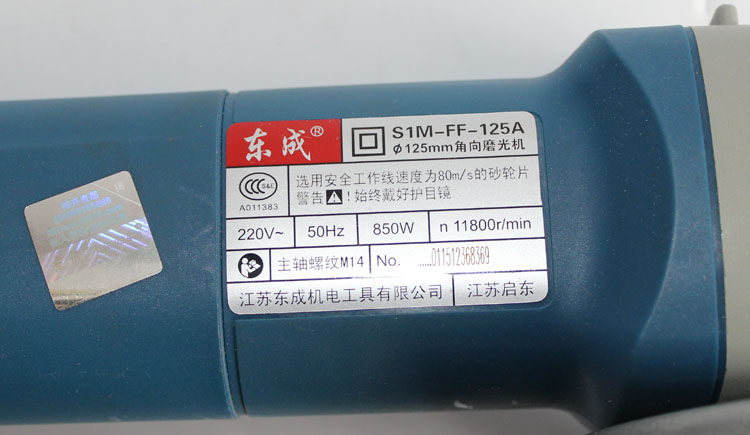 东成®
S1M-FF-125A
φ125mm角向磨光机
CCC S&E
A011383
选用安全工作线速度为80m/s的砂轮片
警告⚠!始终戴好护目镜
220V~ 50Hz 850W n 11800r/min
主轴螺纹M14 No. 011512368369
江苏东成机电工具有限公司 江苏启东